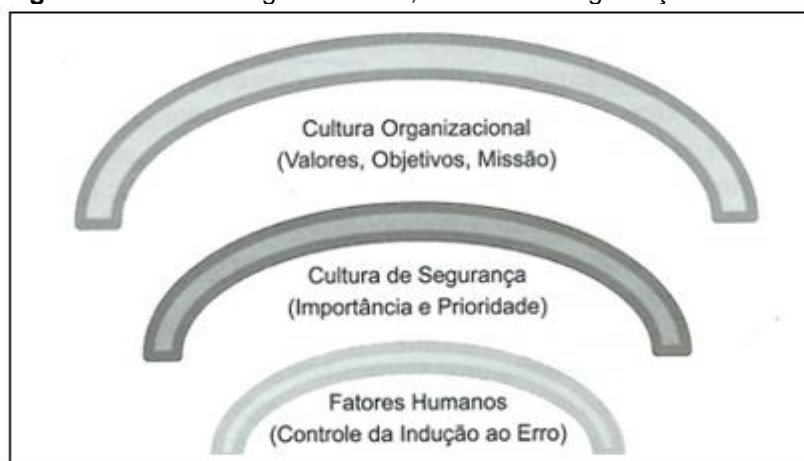 Cultura Organizacional
(Valores, Objetivos, Missão)
Cultura de Segurança
(Importância e Prioridade)
Fatores Humanos
(Controle da Indução ao Erro)